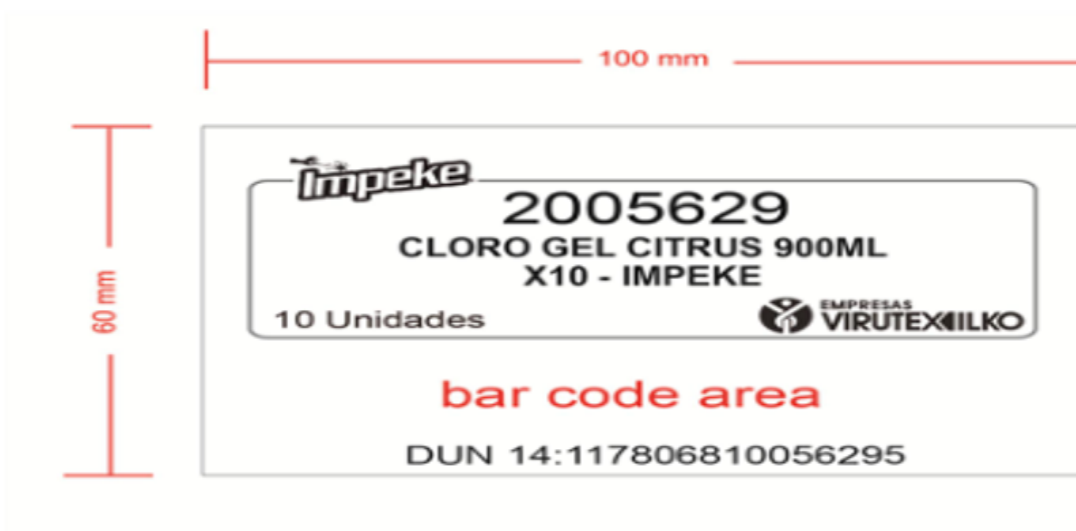 100 mm
60 mm
Impeke
2005629
CLORO GEL CITRUS 900ML
X10 - IMPEKE
10 Unidades
EMPRESAS
VIRUTEX ILKO
bar code area
DUN 14:117806810056295